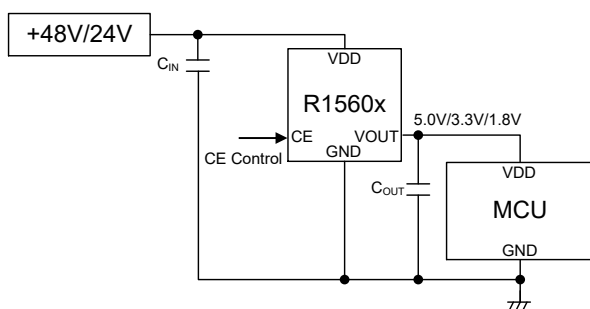 +48V/24V
CIN
VDD
R1560x
CE
VOUT
GND
CE Control
5.0V/3.3V/1.8V
COUT
VDD
MCU
GND